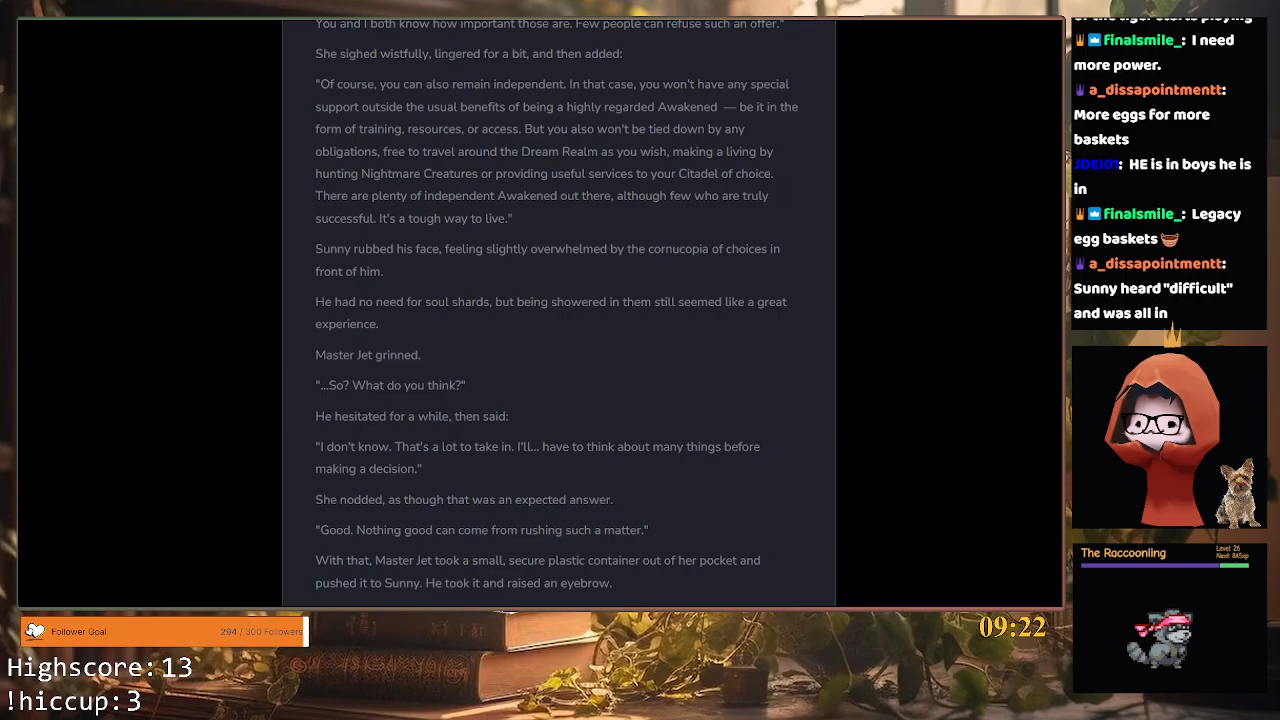 You and I both know how important those are. Few people can refuse such an offer."
She sighed wistfully, lingered for a bit, and then added:
"Of course, you can also remain independent. In that case, you won't have any special
support outside the usual benefits of being a highly regarded Awakened — be it in the
form of training, resources, or access. But you also won't be tied down by any
obligations, free to travel around the Dream Realm as you wish, making a living by
hunting Nightmare Creatures or providing useful services to your Citadel of choice.
There are plenty of independent Awakened out there, although few who are truly
successful. It's a tough way to live."
Sunny rubbed his face, feeling slightly overwhelmed by the cornucopia of choices in
front of him.
He had no need for soul shards, but being showered in them still seemed like a great
experience.
Master Jet grinned.
"...So? What do you think?"
He hesitated for a while, then said:
"I don't know. That's a lot to take in. I'll... have to think about many things before
making a decision."
She nodded, as though that was an expected answer.
"Good. Nothing good can come from rushing such a matter."
With that, Master Jet took a small, secure plastic container out of her pocket and
pushed it to Sunny. He took it and raised an eyebrow.
of the tiger starts playing
finalsmile_: I need
more power.
a_dissapointmentt:
More eggs for more
baskets
JDEI01: HE is in boys he is
in
finalsmile_: Legacy
egg baskets
a_dissapointmentt:
Sunny heard "difficult"
and was all in
The Raccoonling
Level: 26
Next: 845xp
Follower Goal
294 / 300 Followers
09:22
Highscore:13
!hiccup:3